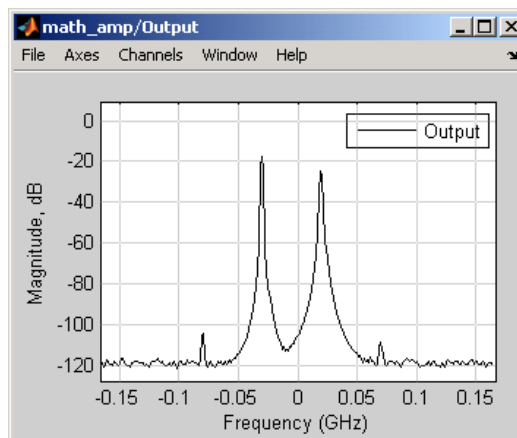 math_amp/Output
File Axes Channels Window Help
Output
Magnitude, dB
0
-20
-40
-60
-80
-100
-120
-0.15 -0.1 -0.05 0 0.05 0.1 0.15
Frequency (GHz)